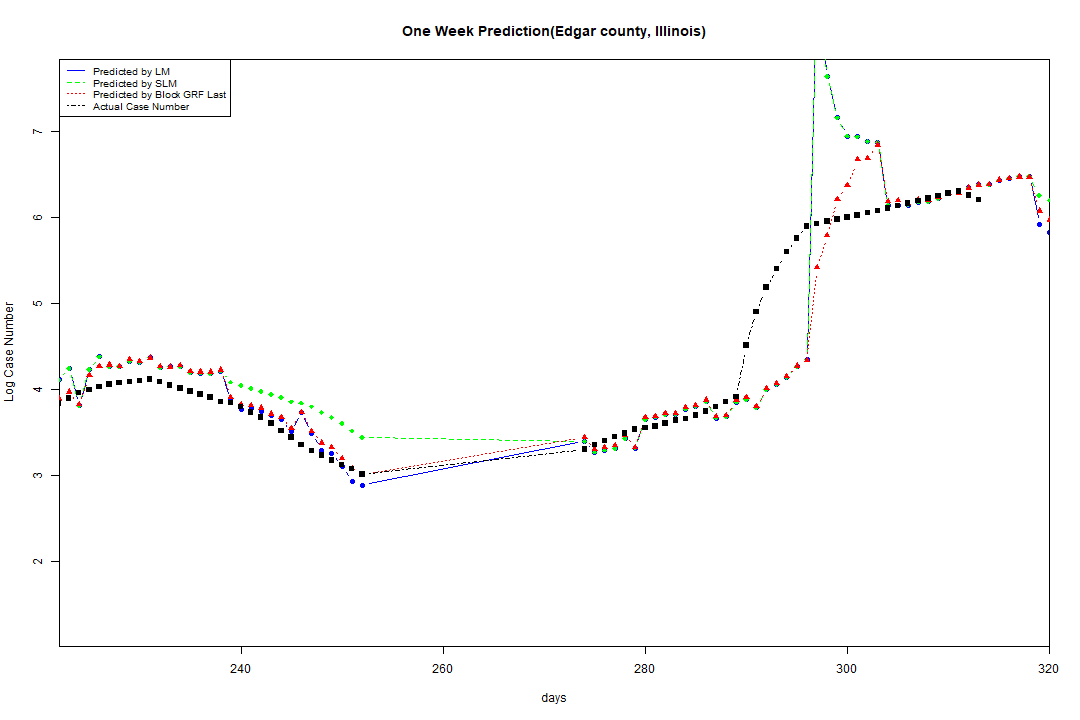 One Week Prediction(Edgar county, Illinois)
Predicted by LM
Predicted by SLM
Predicted by Block GRF Last
Actual Case Number
7
6
5
4
3
2
Log Case Number
240 260 280 300 320
days